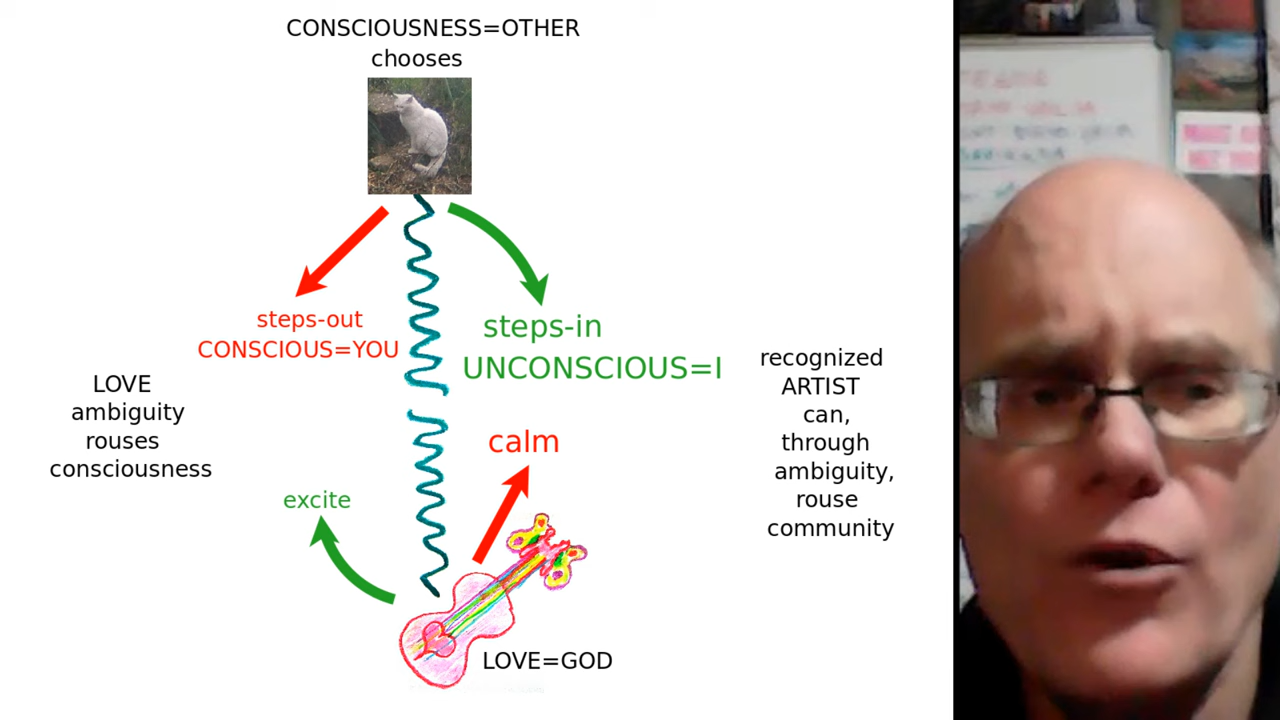 CONSCIOUSNESS=OTHER
chooses
steps-out
CONSCIOUS=YOU
steps-in
UNCONSCIOUS=I
LOVE
ambiguity
rouses
consciousness
recognized
ARTIST
can,
through
ambiguity,
rouse
community
calm
excite
LOVE=GOD